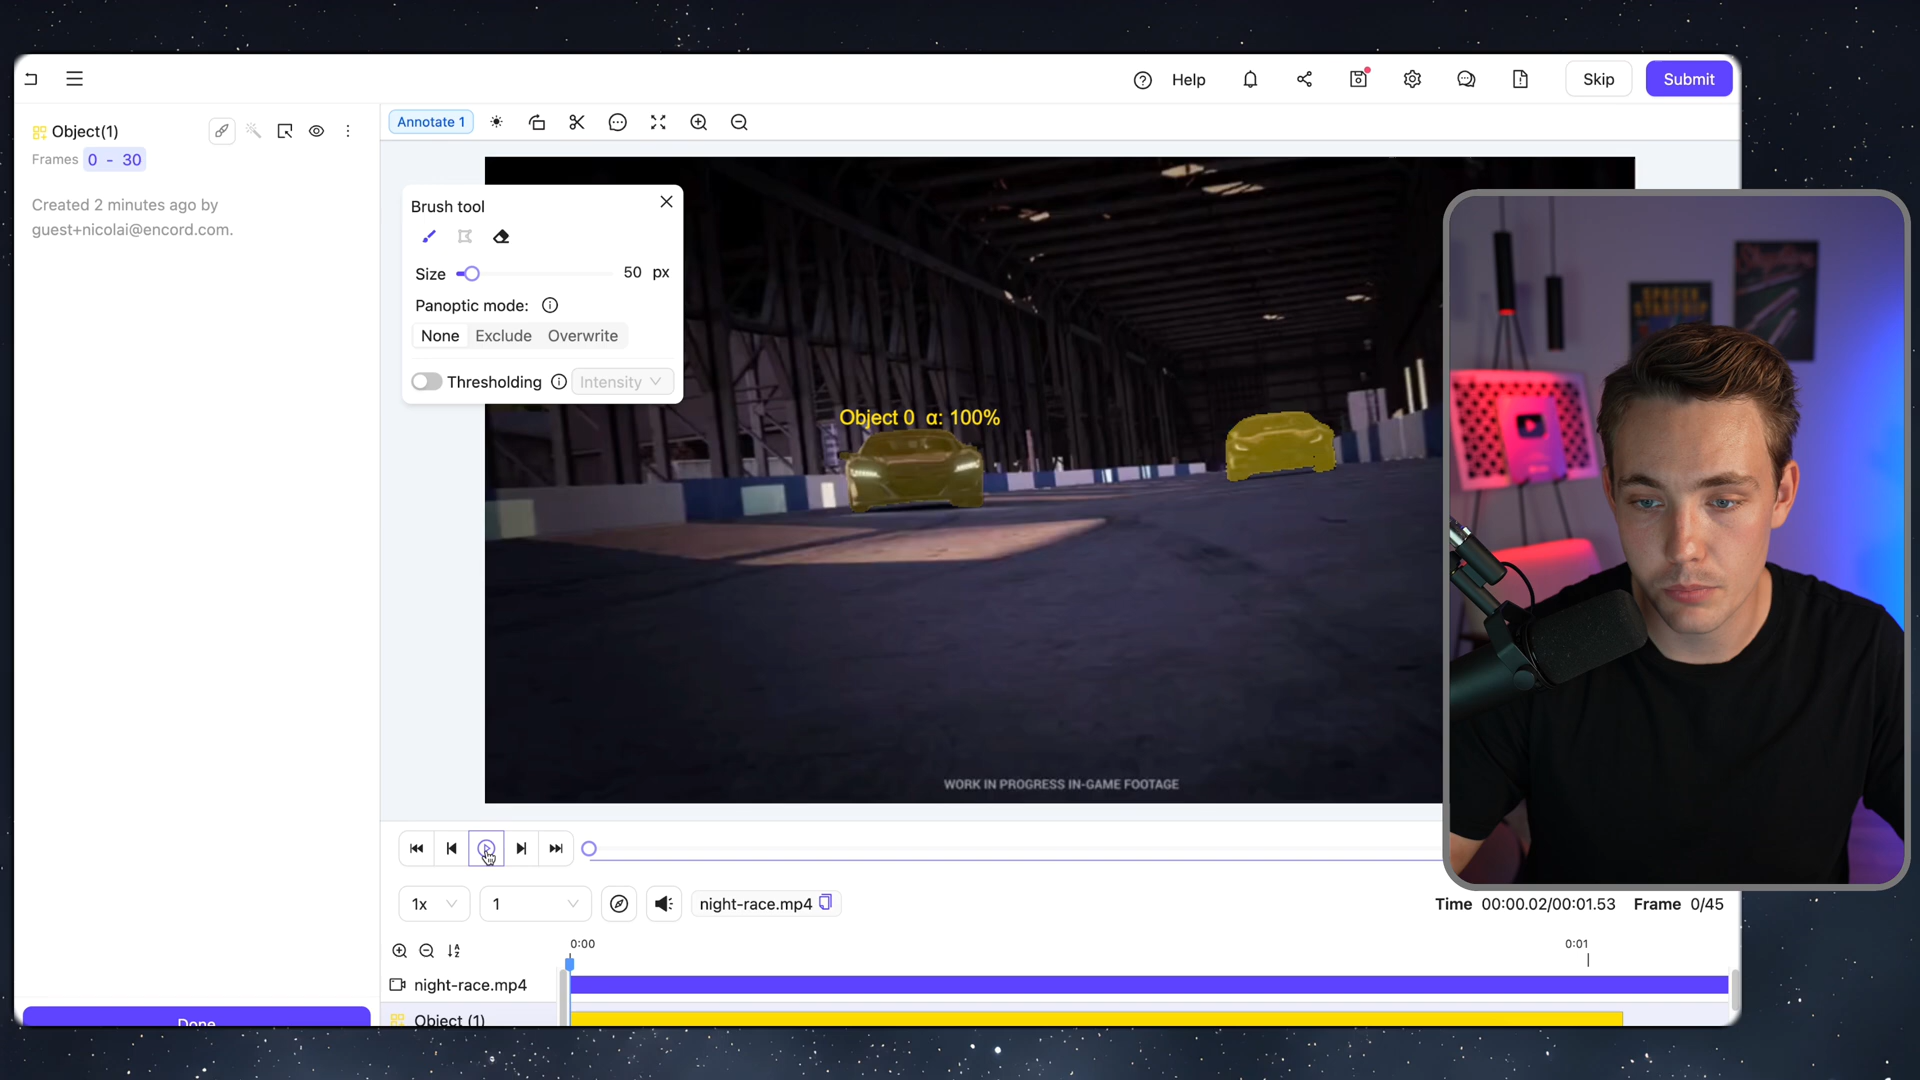 Help
Skip
Submit
Object(1)
Frames 0 - 30
Created 2 minutes ago by
guest+nicolai@encord.com.
Done
Annotate 1
Brush tool
Size 50 px
Panoptic mode:
None Exclude Overwrite
Thresholding Intensity
Object 0 α: 100%
WORK IN PROGRESS IN-GAME FOOTAGE
1x 1 night-race.mp4
Time 00:00.02/00:01.53 Frame 0/45
0:00 0:01
night-race.mp4
Object (1)